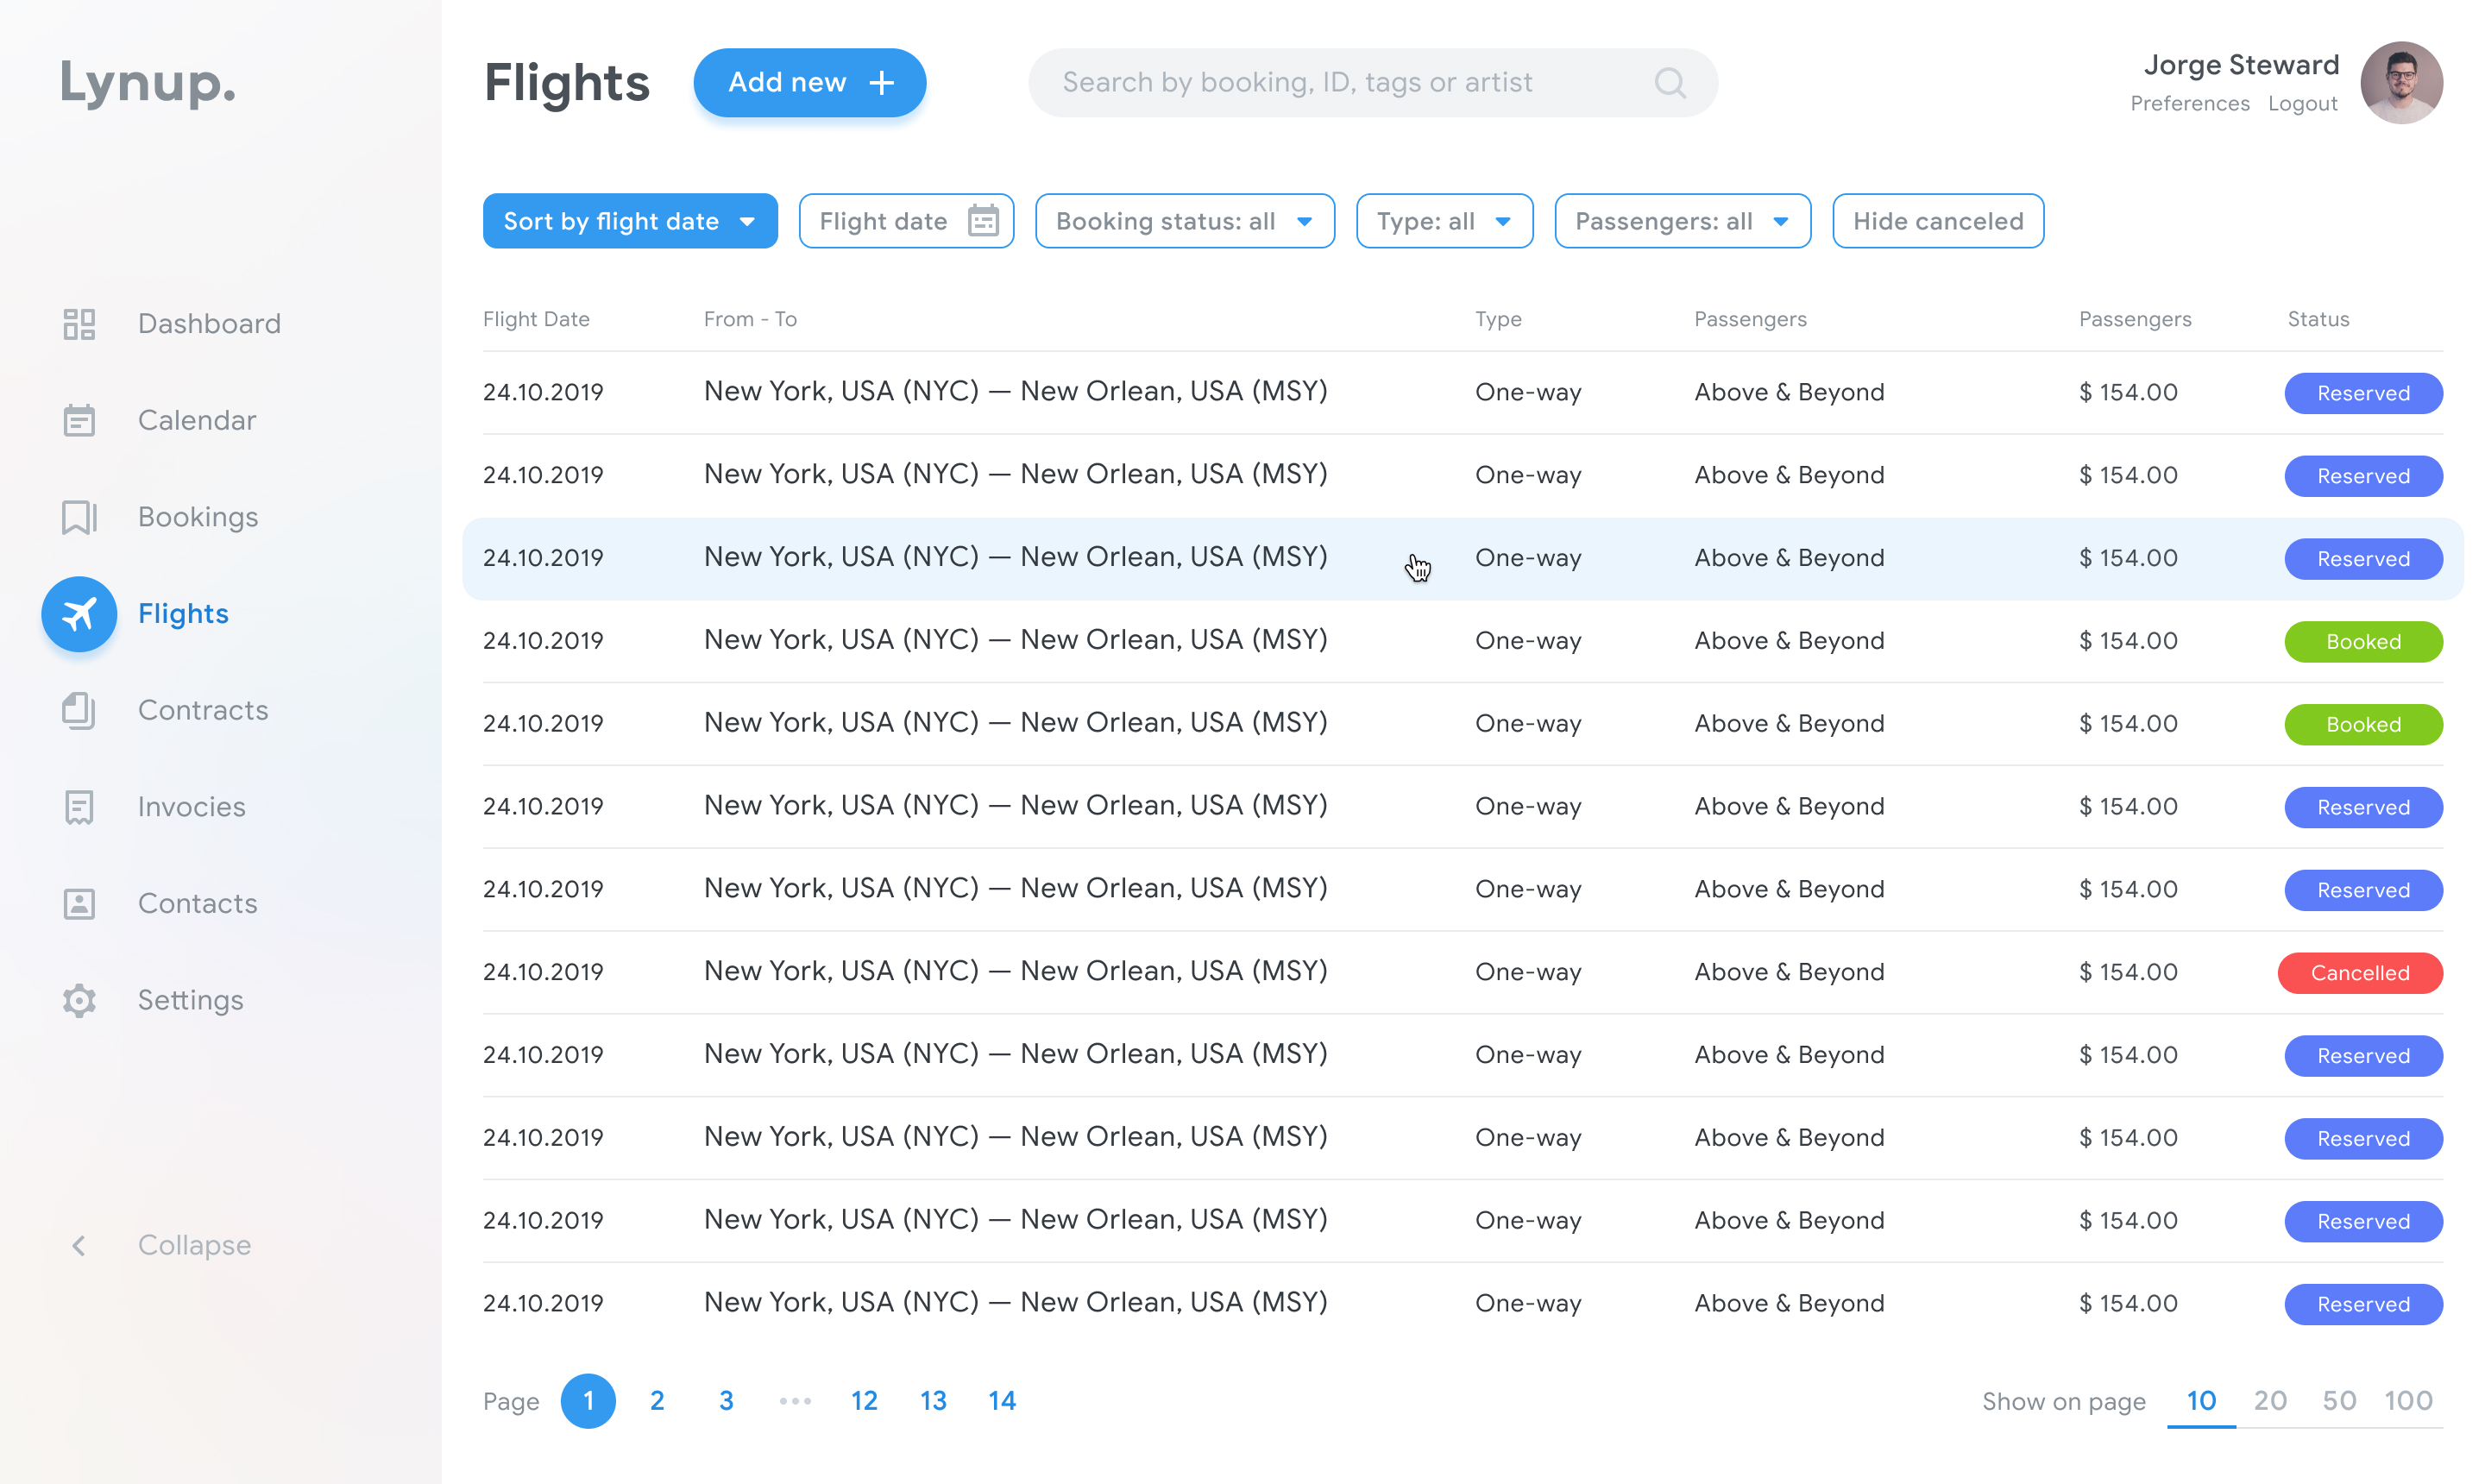 Lynup.
Dashboard
Calendar
Bookings
Flights
Contracts
Invocies
Contacts
Settings
Collapse
Flights
Add new +
Search by booking, ID, tags or artist
Jorge Steward
Preferences Logout
Sort by flight date
Flight date
Booking status: all
Type: all
Passengers: all
Hide canceled
Flight Date From - To Type Passengers Passengers Status
24.10.2019 New York, USA (NYC) — New Orlean, USA (MSY) One-way Above & Beyond $ 154.00 Reserved
24.10.2019 New York, USA (NYC) — New Orlean, USA (MSY) One-way Above & Beyond $ 154.00 Reserved
24.10.2019 New York, USA (NYC) — New Orlean, USA (MSY) One-way Above & Beyond $ 154.00 Reserved
24.10.2019 New York, USA (NYC) — New Orlean, USA (MSY) One-way Above & Beyond $ 154.00 Booked
24.10.2019 New York, USA (NYC) — New Orlean, USA (MSY) One-way Above & Beyond $ 154.00 Booked
24.10.2019 New York, USA (NYC) — New Orlean, USA (MSY) One-way Above & Beyond $ 154.00 Reserved
24.10.2019 New York, USA (NYC) — New Orlean, USA (MSY) One-way Above & Beyond $ 154.00 Reserved
24.10.2019 New York, USA (NYC) — New Orlean, USA (MSY) One-way Above & Beyond $ 154.00 Cancelled
24.10.2019 New York, USA (NYC) — New Orlean, USA (MSY) One-way Above & Beyond $ 154.00 Reserved
24.10.2019 New York, USA (NYC) — New Orlean, USA (MSY) One-way Above & Beyond $ 154.00 Reserved
24.10.2019 New York, USA (NYC) — New Orlean, USA (MSY) One-way Above & Beyond $ 154.00 Reserved
24.10.2019 New York, USA (NYC) — New Orlean, USA (MSY) One-way Above & Beyond $ 154.00 Reserved
Page 1 2 3 ••• 12 13 14
Show on page 10 20 50 100